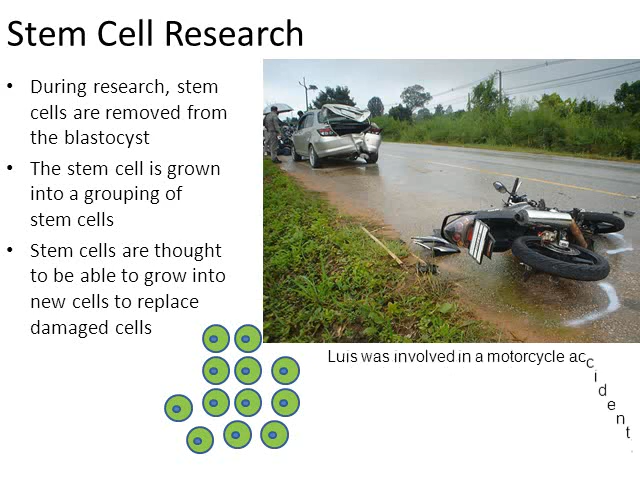 Stem Cell Research
• During research, stem
cells are removed from
the blastocyst
• The stem cell is grown
into a grouping of
stem cells
• Stem cells are thought
to be able to grow into
new cells to replace
damaged cells
Luis was involved in a motorcycle accident.